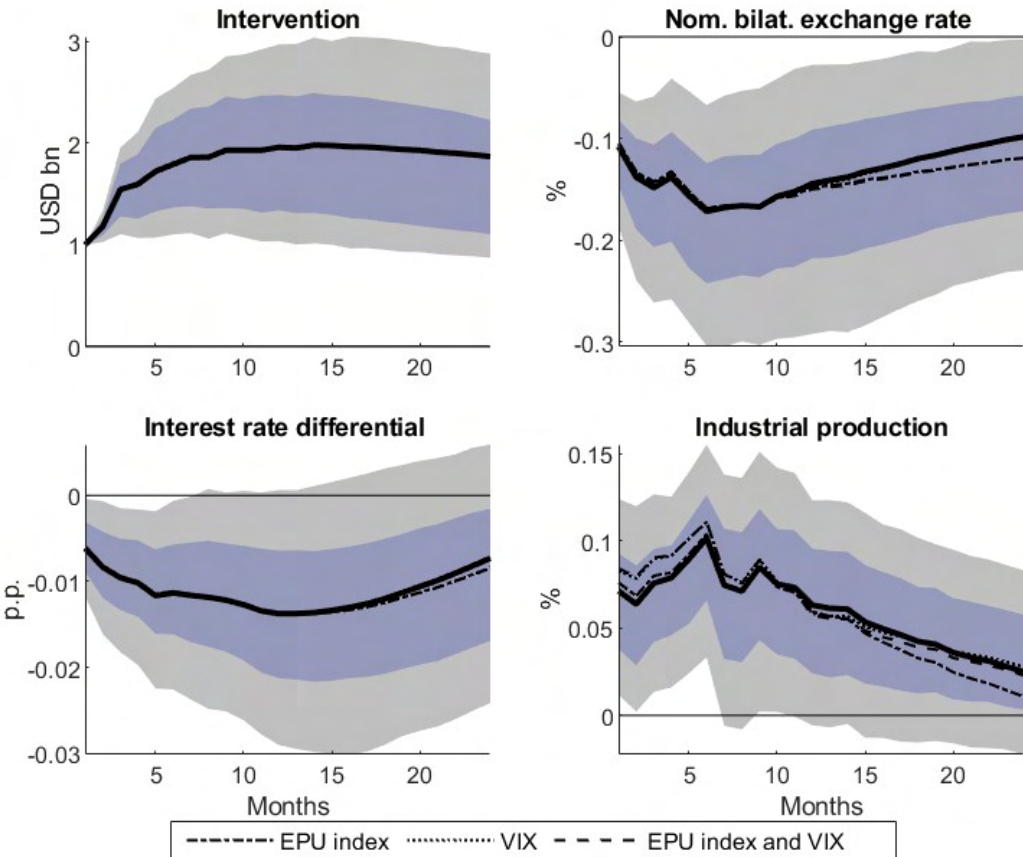 Intervention
3
2
1
0
USD bn
5 10 15 20
Nom. bilat. exchange rate
0
-0.1
-0.2
-0.3
%
5 10 15 20
Interest rate differential
0
-0.01
-0.02
-0.03
p.p.
5 10 15 20
Months
Industrial production
0.15
0.1
0.05
0
%
5 10 15 20
Months
EPU index VIX EPU index and VIX